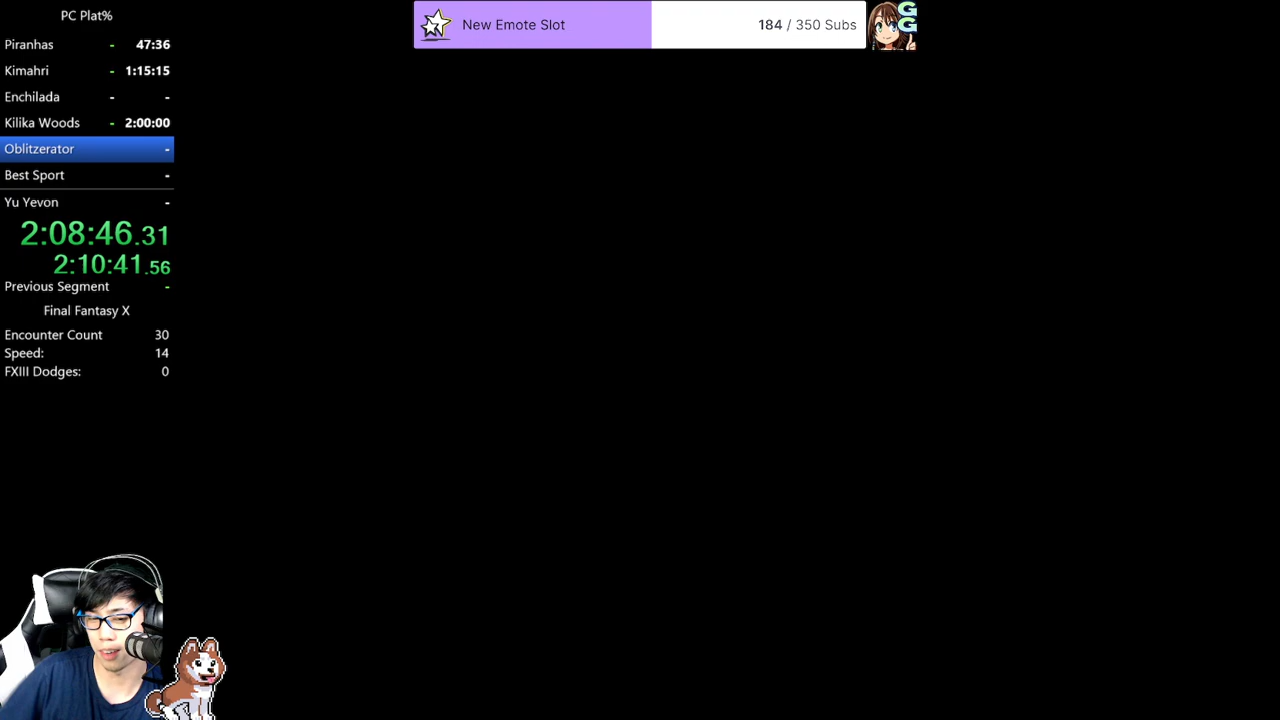 PC Plat%
Piranhas - 47:36
Kimahri - 1:15:15
Enchilada - -
Kilika Woods - 2:00:00
Oblitzerator -
Best Sport -
Yu Yevon -
2:08:46.31
2:10:41.56
Previous Segment -
Final Fantasy X
Encounter Count 30
Speed: 14
FXIII Dodges: 0
New Emote Slot 184 / 350 Subs
GG